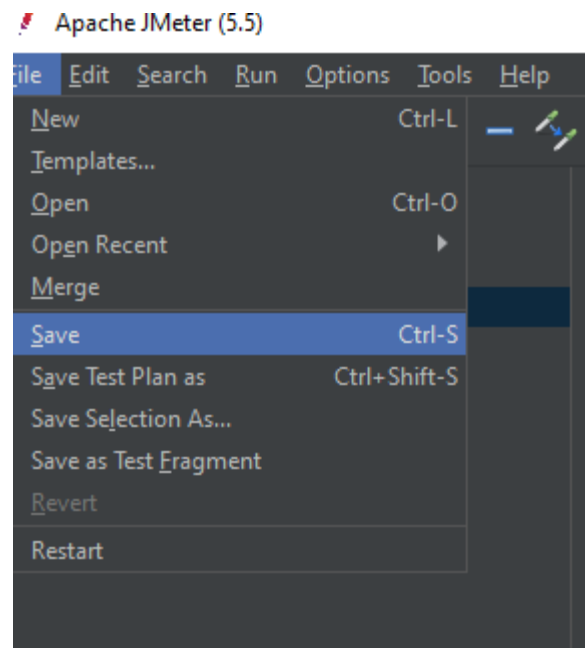 Apache JMeter (5.5)
File Edit Search Run Options Tools Help
New Ctrl-L
Templates...
Open Ctrl-O
Open Recent
Merge
Save Ctrl-S
Save Test Plan as Ctrl+Shift-S
Save Selection As...
Save as Test Fragment
Revert
Restart